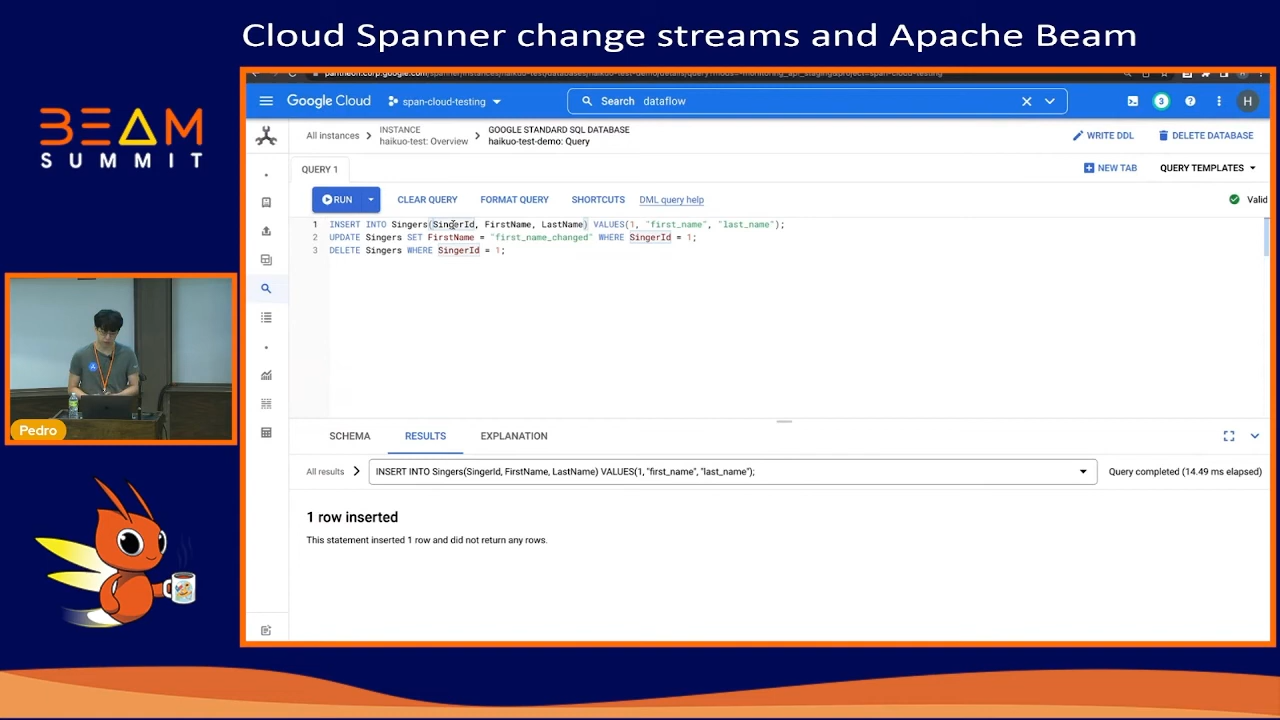 Cloud Spanner change streams and Apache Beam
BEAM
SUMMIT
Google Cloud
span-cloud-testing
Search dataflow
3
?
H
All instances
INSTANCE
haikuo-test: Overview
GOOGLE STANDARD SQL DATABASE
haikuo-test-demo: Query
WRITE DDL
DELETE DATABASE
QUERY 1
NEW TAB
QUERY TEMPLATES
RUN
CLEAR QUERY
FORMAT QUERY
SHORTCUTS
DML query help
Valid
1 INSERT INTO Singers(SingerId, FirstName, LastName) VALUES(1, "first_name", "last_name");
2 UPDATE Singers SET FirstName = "first_name_changed" WHERE SingerId = 1;
3 DELETE Singers WHERE SingerId = 1;
SCHEMA
RESULTS
EXPLANATION
All results
INSERT INTO Singers(SingerId, FirstName, LastName) VALUES(1, "first_name", "last_name");
Query completed (14.49 ms elapsed)
1 row inserted
This statement inserted 1 row and did not return any rows.
Pedro